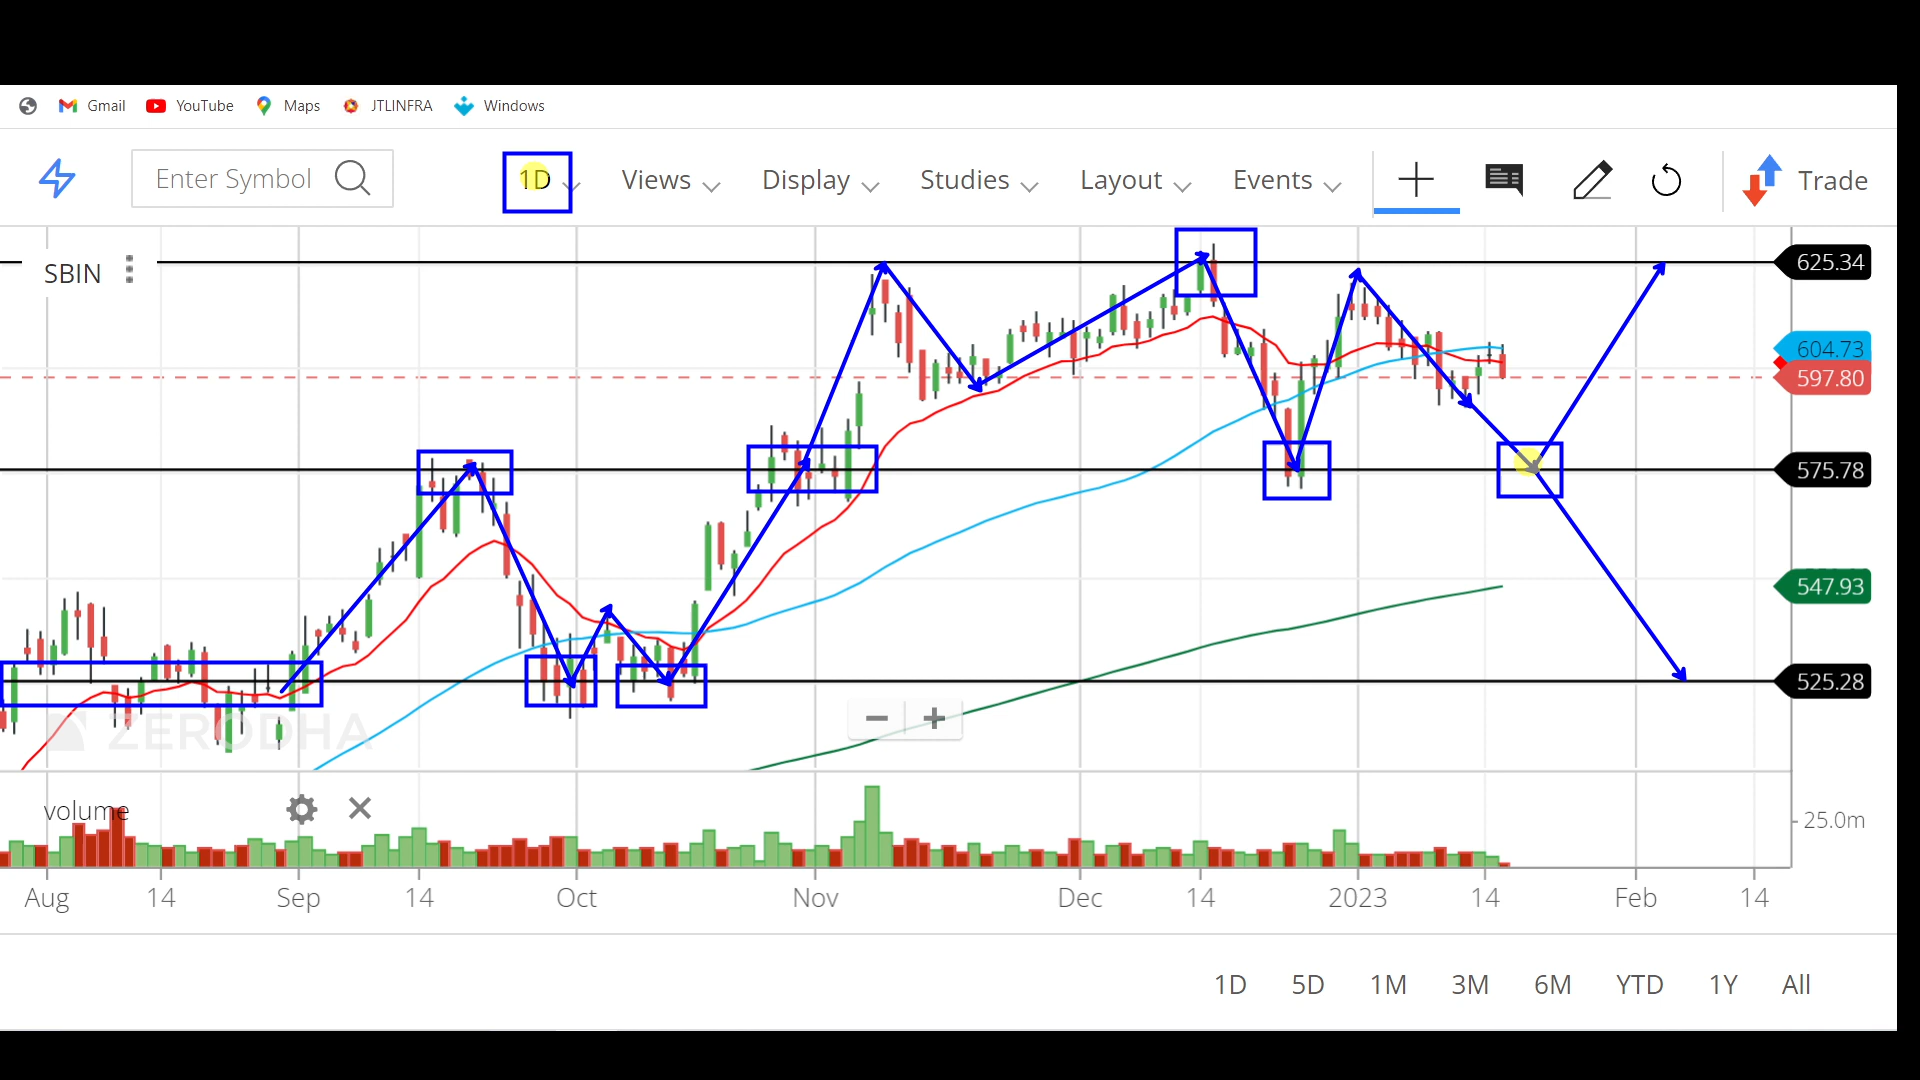 Gmail YouTube Maps JTLINFRA Windows
Enter Symbol 1D Views Display Studies Layout Events Trade
SBIN
625.34
604.73
597.80
575.78
547.93
525.28
ZERODHA
volume
25.0m
Aug 14 Sep 14 Oct Nov Dec 14 2023 14 Feb 14
1D 5D 1M 3M 6M YTD 1Y All